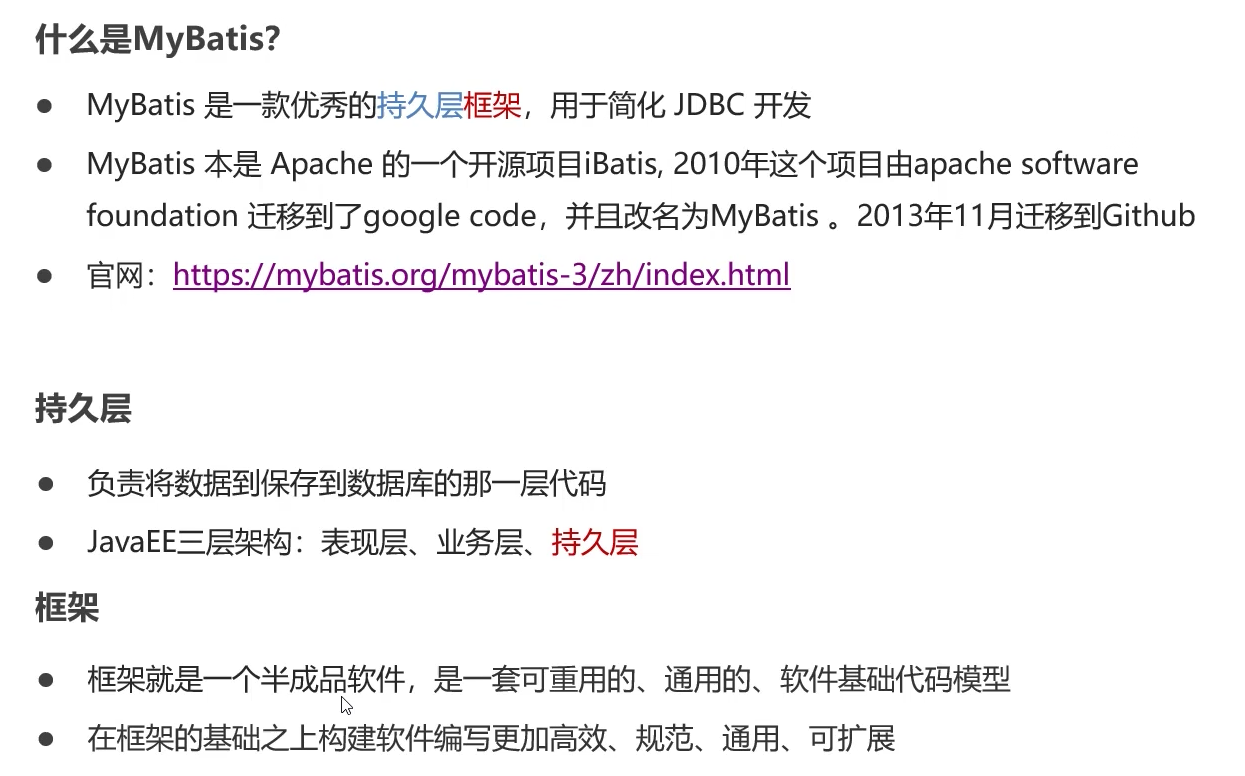 什么是MyBatis?
● MyBatis 是一款优秀的持久层框架，用于简化 JDBC 开发
● MyBatis 本是 Apache 的一个开源项目iBatis, 2010年这个项目由apache software
foundation 迁移到了google code，并且改名为MyBatis 。2013年11月迁移到Github
● 官网：https://mybatis.org/mybatis-3/zh/index.html
持久层
● 负责将数据到保存到数据库的那一层代码
● JavaEE三层架构：表现层、业务层、持久层
框架
● 框架就是一个半成品软件，是一套可重用的、通用的、软件基础代码模型
● 在框架的基础之上构建软件编写更加高效、规范、通用、可扩展